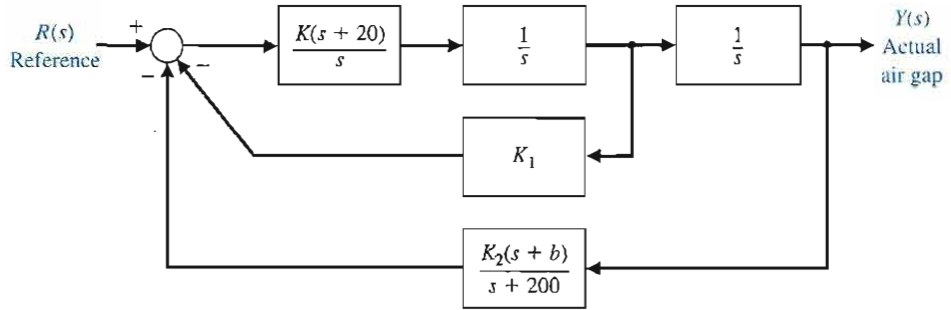 R(s)
Reference
+
−
−
K(s + 20)
s
1
s
1
s
Y(s)
Actual
air gap
K₁
K₂(s + b)
s + 200